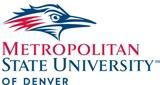 METROPOLITAN
STATE UNIVERSITY™
OF DENVER